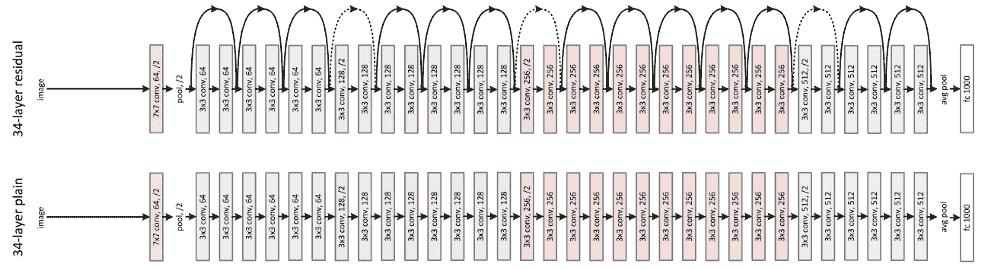 34-layer residual
image
7x7 conv, 64, /2
pool, /2
3x3 conv, 64
3x3 conv, 64
3x3 conv, 64
3x3 conv, 64
3x3 conv, 64
3x3 conv, 64
3x3 conv, 128, /2
3x3 conv, 128
3x3 conv, 128
3x3 conv, 128
3x3 conv, 128
3x3 conv, 128
3x3 conv, 128
3x3 conv, 128
3x3 conv, 256, /2
3x3 conv, 256
3x3 conv, 256
3x3 conv, 256
3x3 conv, 256
3x3 conv, 256
3x3 conv, 256
3x3 conv, 256
3x3 conv, 256
3x3 conv, 256
3x3 conv, 256
3x3 conv, 256
3x3 conv, 512, /2
3x3 conv, 512
3x3 conv, 512
3x3 conv, 512
3x3 conv, 512
3x3 conv, 512
avg pool
fc 1000
34-layer plain
image
7x7 conv, 64, /2
pool, /2
3x3 conv, 64
3x3 conv, 64
3x3 conv, 64
3x3 conv, 64
3x3 conv, 64
3x3 conv, 64
3x3 conv, 128, /2
3x3 conv, 128
3x3 conv, 128
3x3 conv, 128
3x3 conv, 128
3x3 conv, 128
3x3 conv, 128
3x3 conv, 128
3x3 conv, 256, /2
3x3 conv, 256
3x3 conv, 256
3x3 conv, 256
3x3 conv, 256
3x3 conv, 256
3x3 conv, 256
3x3 conv, 256
3x3 conv, 256
3x3 conv, 256
3x3 conv, 256
3x3 conv, 256
3x3 conv, 512, /2
3x3 conv, 512
3x3 conv, 512
3x3 conv, 512
3x3 conv, 512
3x3 conv, 512
avg pool
fc 1000